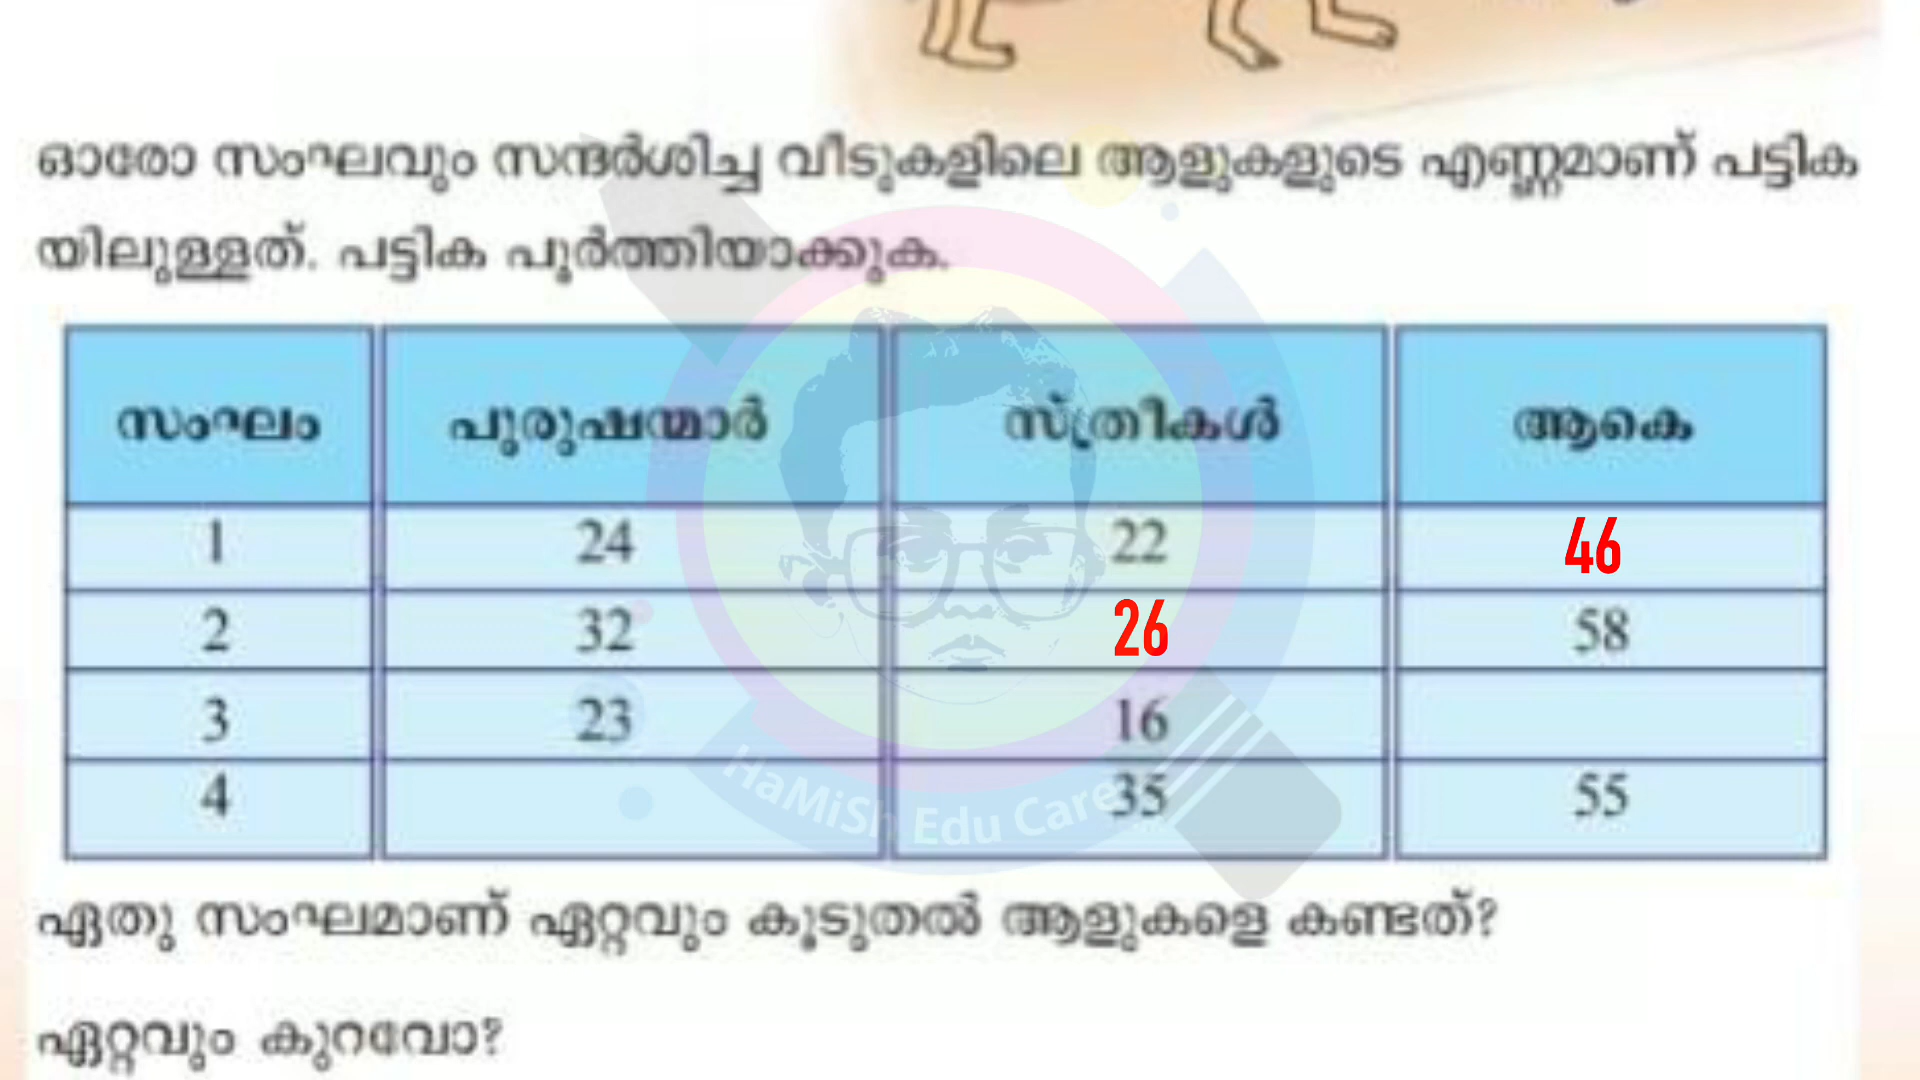 ഓരോ സംഘവും സന്ദർശിച്ച വീടുകളിലെ ആളുകളുടെ എണ്ണമാണ് പട്ടിക
യിലുള്ളത്. പട്ടിക പൂർത്തിയാക്കുക.
സംഘം പുരുഷന്മാർ സ്ത്രീകൾ ആകെ
1 24 22 46
2 32 26 58
3 23 16
4 35 55
HaMiSh Edu Care
ഏതു സംഘമാണ് ഏറ്റവും കൂടുതൽ ആളുകളെ കണ്ടത്?
ഏറ്റവും കുറവോ?